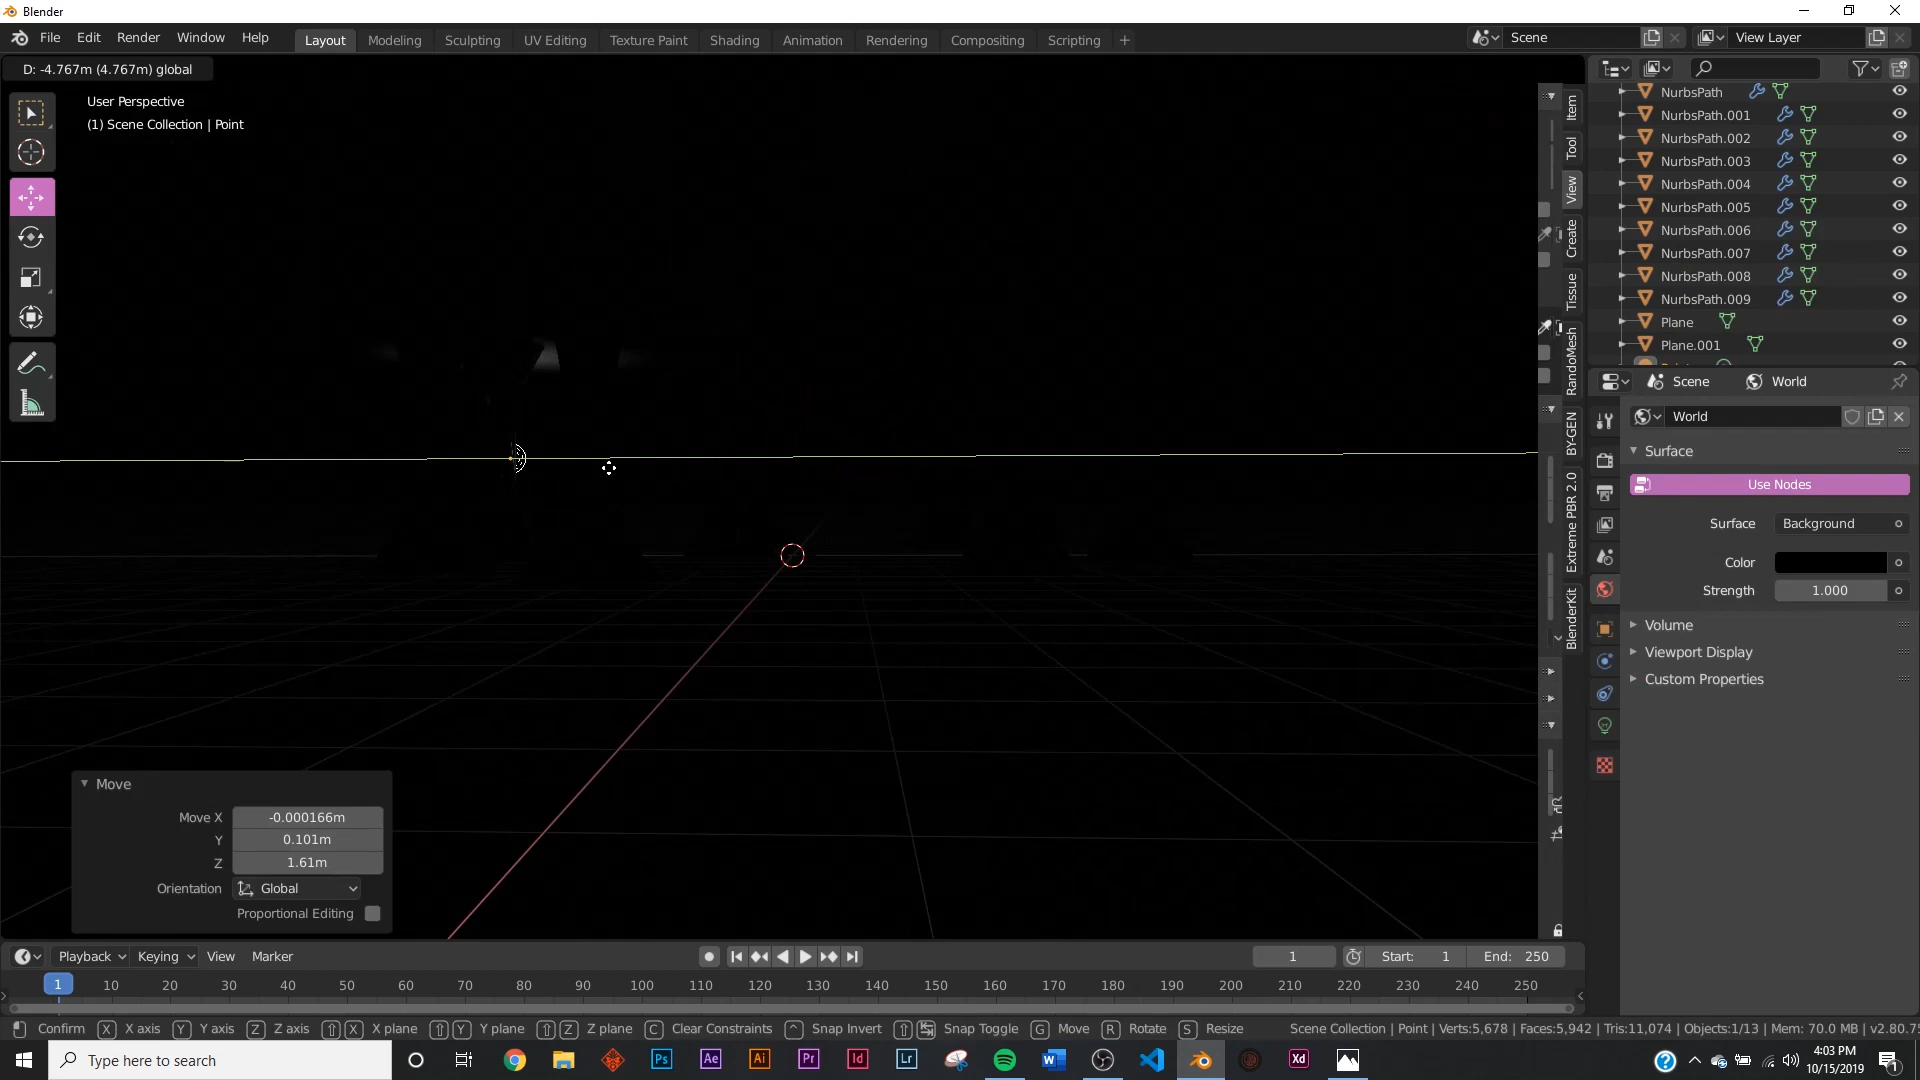 Blender
File Edit Render Window Help
Layout Modeling Sculpting UV Editing Texture Paint Shading Animation Rendering Compositing Scripting +
Scene
View Layer
D: -4.767m (4.767m) global
User Perspective
(1) Scene Collection | Point
Item
Tool
View
Create
Tissue
RandoMesh
BY-GEN
Extreme PBR 2.0
BlenderKit
NurbsPath
NurbsPath.001
NurbsPath.002
NurbsPath.003
NurbsPath.004
NurbsPath.005
NurbsPath.006
NurbsPath.007
NurbsPath.008
NurbsPath.009
Plane
Plane.001
Scene World
World
Surface
Use Nodes
Surface Background
Color
Strength 1.000
Volume
Viewport Display
Custom Properties
Move
Move X -0.000166m
Y 0.101m
Z 1.61m
Orientation Global
Proportional Editing
Playback Keying View Marker
1 Start: 1 End: 250
1 10 20 30 40 50 60 70 80 90 100 110 120 130 140 150 160 170 180 190 200 210 220 230 240 250
Confirm X X axis Y Y axis Z Z axis X X plane Y Y plane Z Z plane C Clear Constraints ^ Snap Invert Snap Toggle G Move R Rotate S Resize
Scene Collection | Point | Verts:5,678 | Faces:5,942 | Tris:11,074 | Objects:1/13 | Mem: 70.0 MB | v2.80.75
Type here to search
Ps Ae Ai Pr Id Lr Xd
4:03 PM
10/15/2019
1